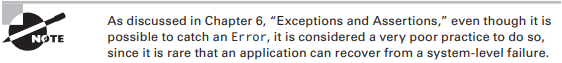 NOTE
As discussed in Chapter 6, “Exceptions and Assertions,” even though it is
possible to catch an Error, it is considered a very poor practice to do so,
since it is rare that an application can recover from a system-level failure.